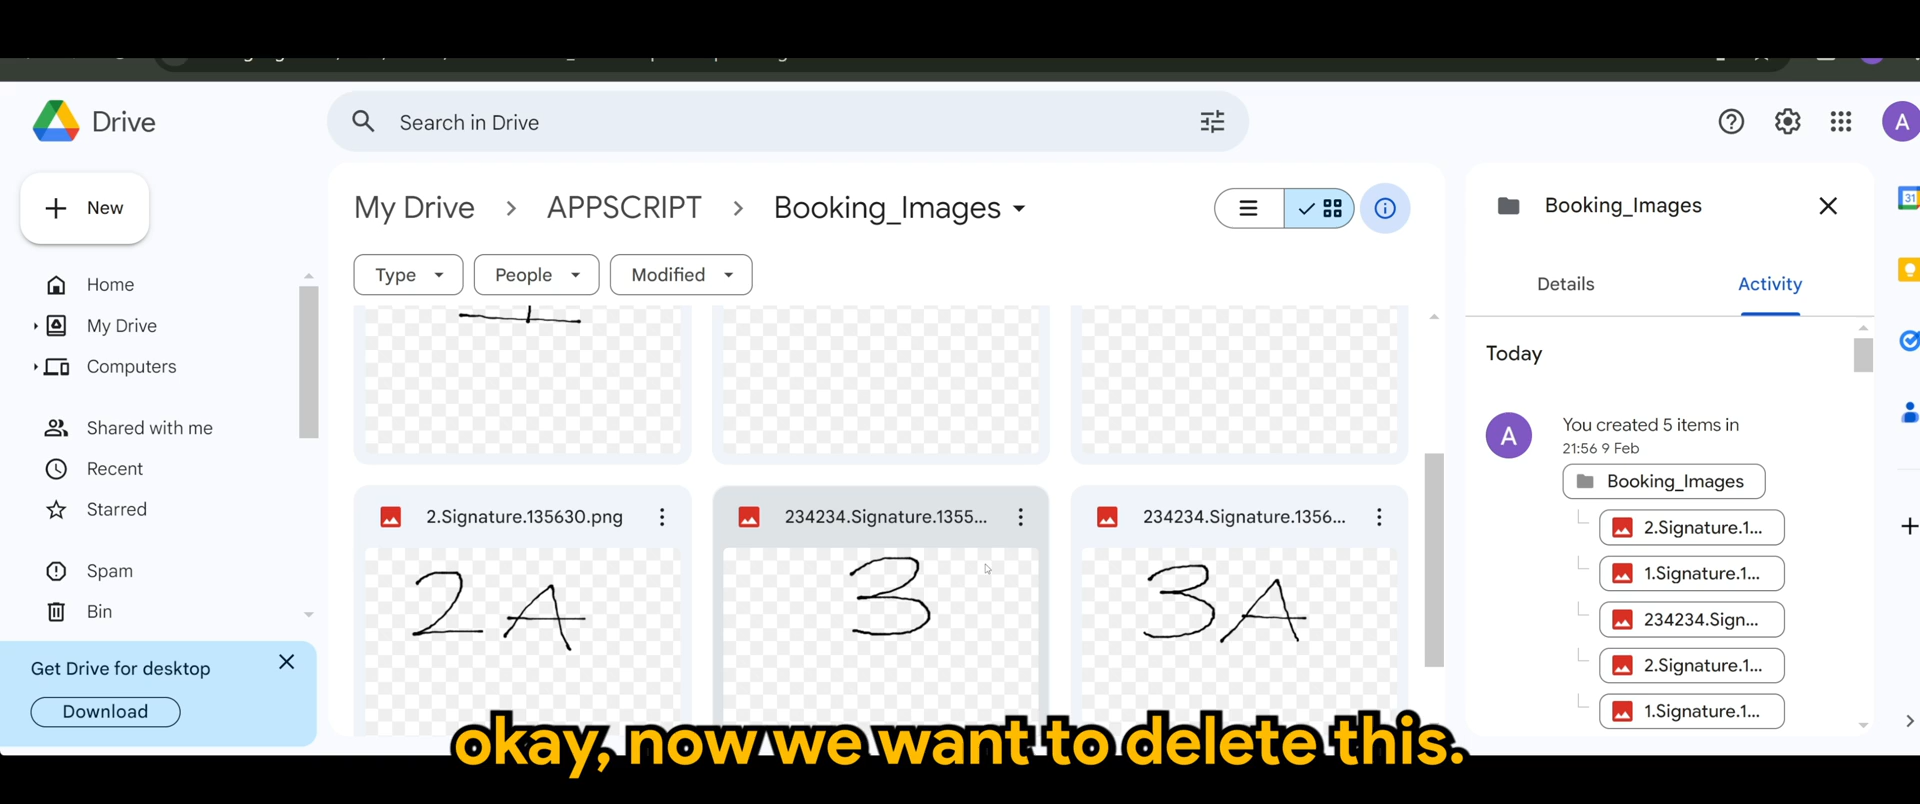 Drive
Search in Drive
A
New
My Drive
APPSCRIPT
Booking_Images
Booking_Images
Type
People
Modified
Details
Activity
Home
My Drive
Computers
Shared with me
Recent
Starred
Spam
Bin
Get Drive for desktop
Download
2.Signature.135630.png
234234.Signature.1355...
234234.Signature.1356...
2A
3
3A
Today
A
You created 5 items in
21:56 9 Feb
Booking_Images
2.Signature.1...
1.Signature.1...
234234.Sign...
2.Signature.1...
1.Signature.1...
31
okay, now we want to delete this.